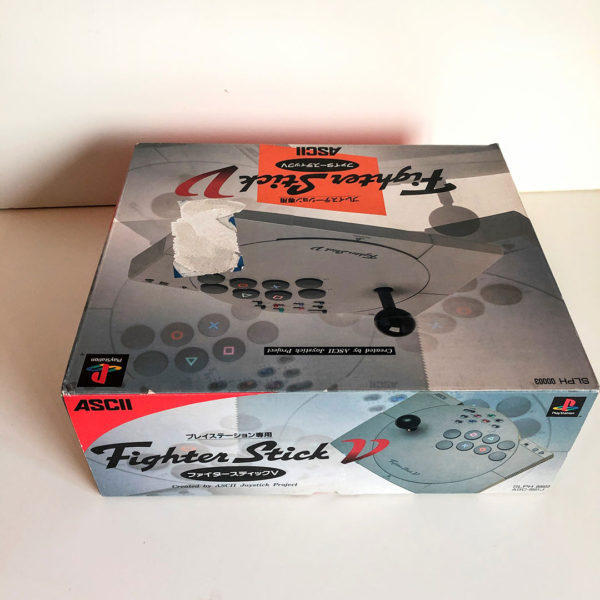 ASCII
ファイタースティックV
Fighter Stick V
プレイステーション専用
Fighter Stick V
Created by ASCII Joystick Project
PlayStation
SLPH 00003
ASCII
プレイステーション専用
Fighter Stick V
ファイタースティックV
Created by ASCII Joystick Project
PlayStation
SLPH 00003